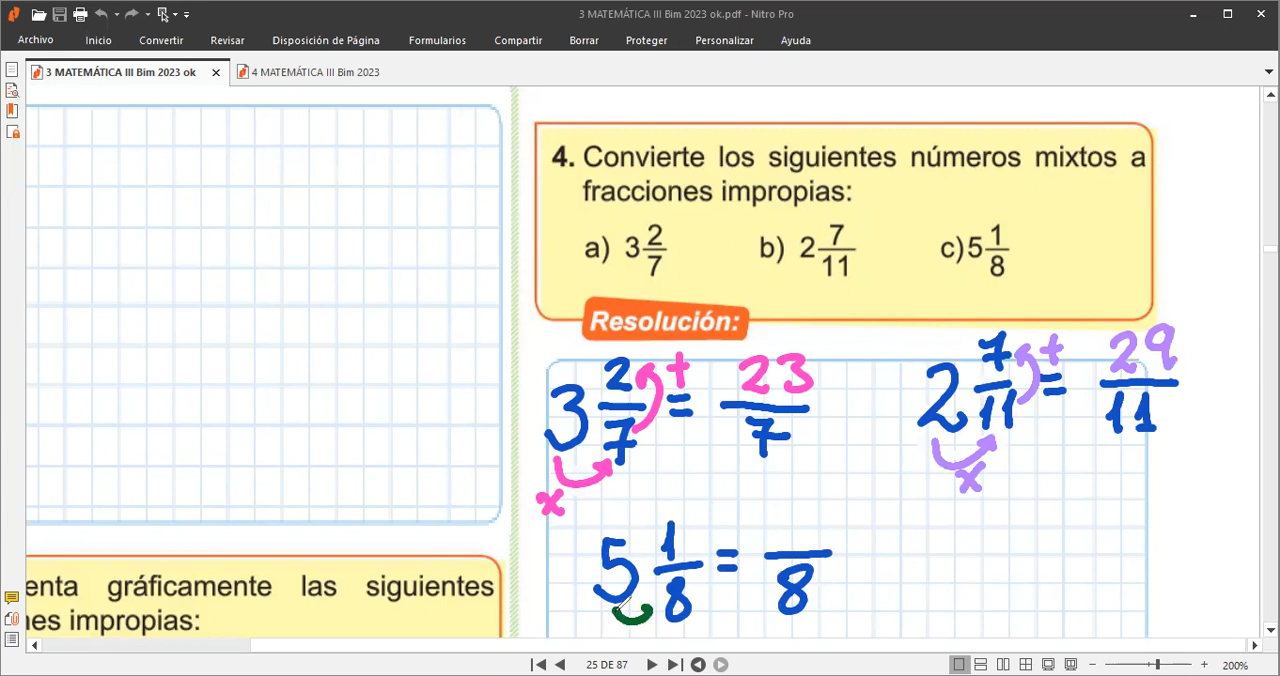 3 MATEMÁTICA III Bim 2023 ok.pdf - Nitro Pro
Archivo Inicio Convertir Revisar Disposición de Página Formularios Compartir Borrar Proteger Personalizar Ayuda
3 MATEMÁTICA III Bim 2023 ok 4 MATEMÁTICA III Bim 2023
4. Convierte los siguientes números mixtos a
fracciones impropias:
a) 3 2/7 b) 2 7/11 c) 5 1/8
Resolución:
3 2/7 + = 23/7
x
2 7/11 + = 29/11
x
5 1/8 = /8
enta gráficamente las siguientes
nes impropias:
25 DE 87
200%